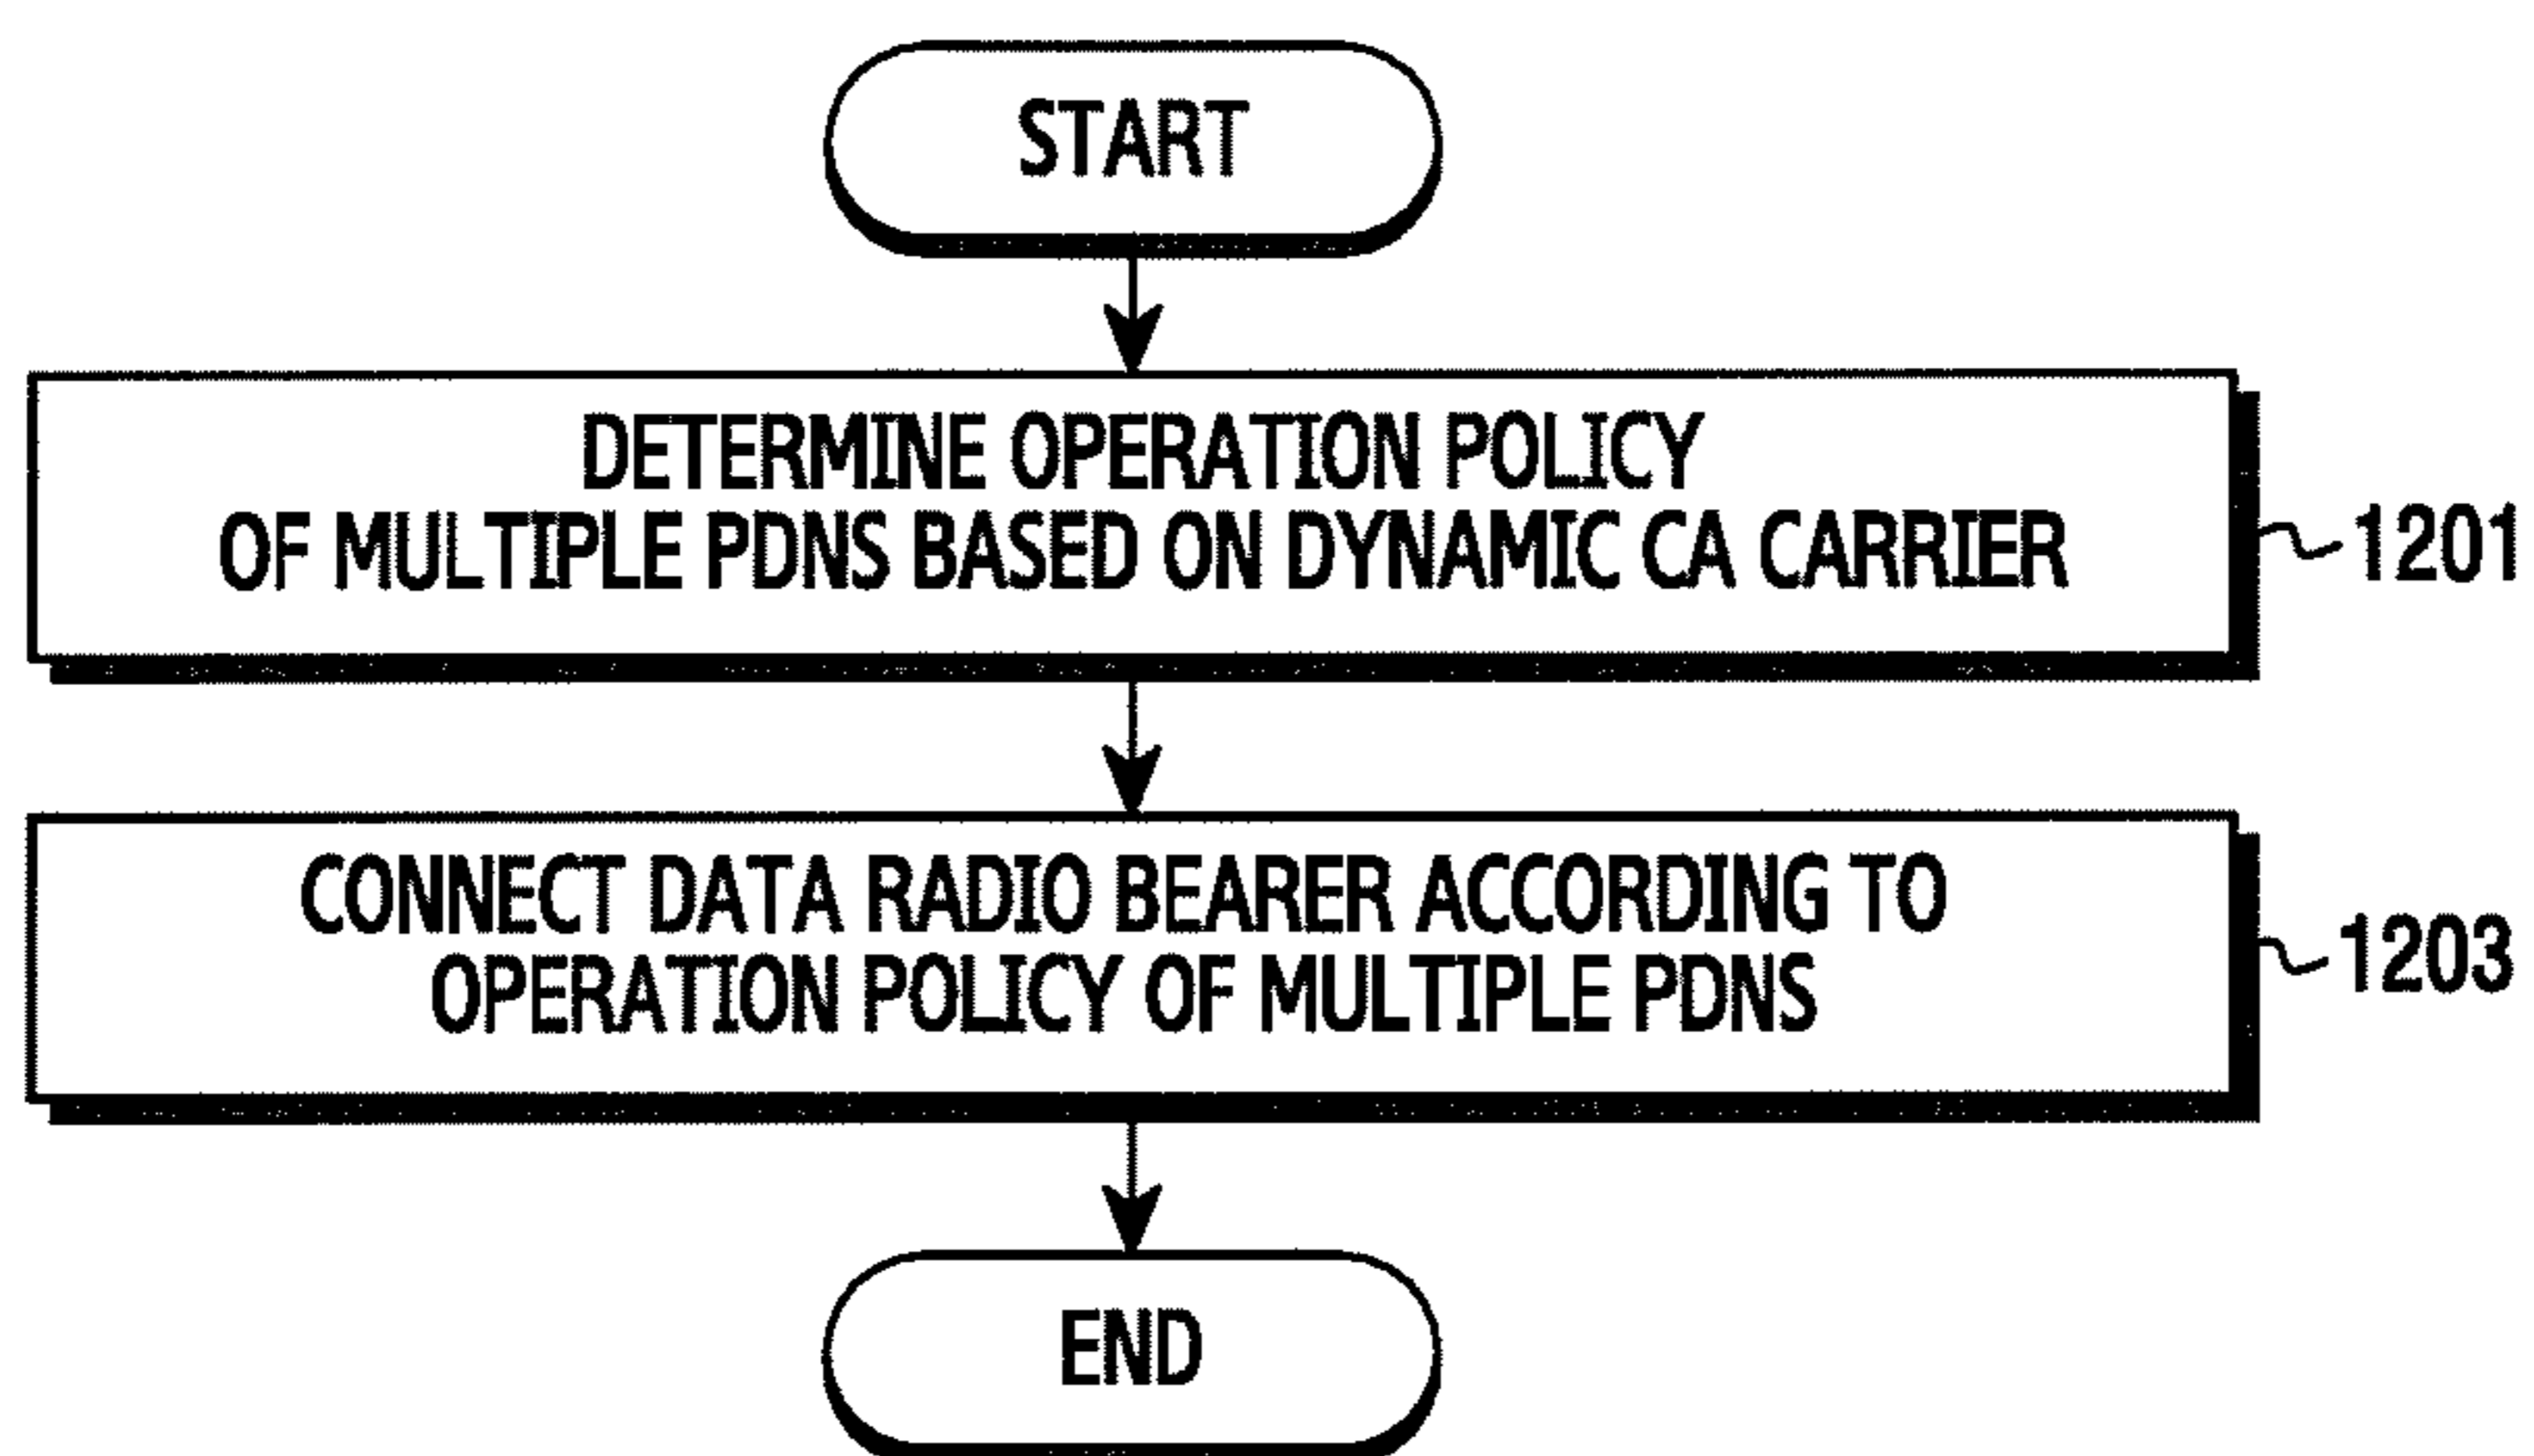 START
DETERMINE OPERATION POLICY
OF MULTIPLE PDNS BASED ON DYNAMIC CA CARRIER
1201
CONNECT DATA RADIO BEARER ACCORDING TO
OPERATION POLICY OF MULTIPLE PDNS
1203
END